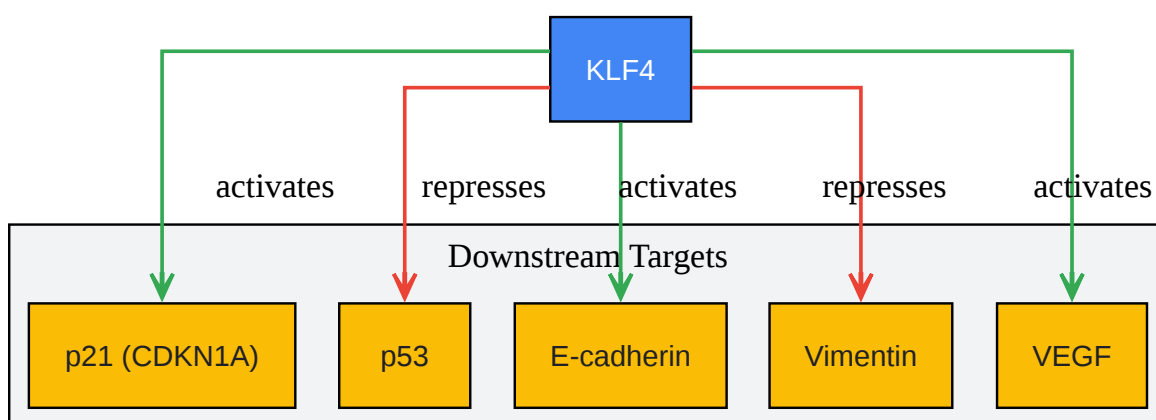 KLF4
activates represses activates represses activates
Downstream Targets
p21 (CDKN1A) p53 E-cadherin Vimentin VEGF